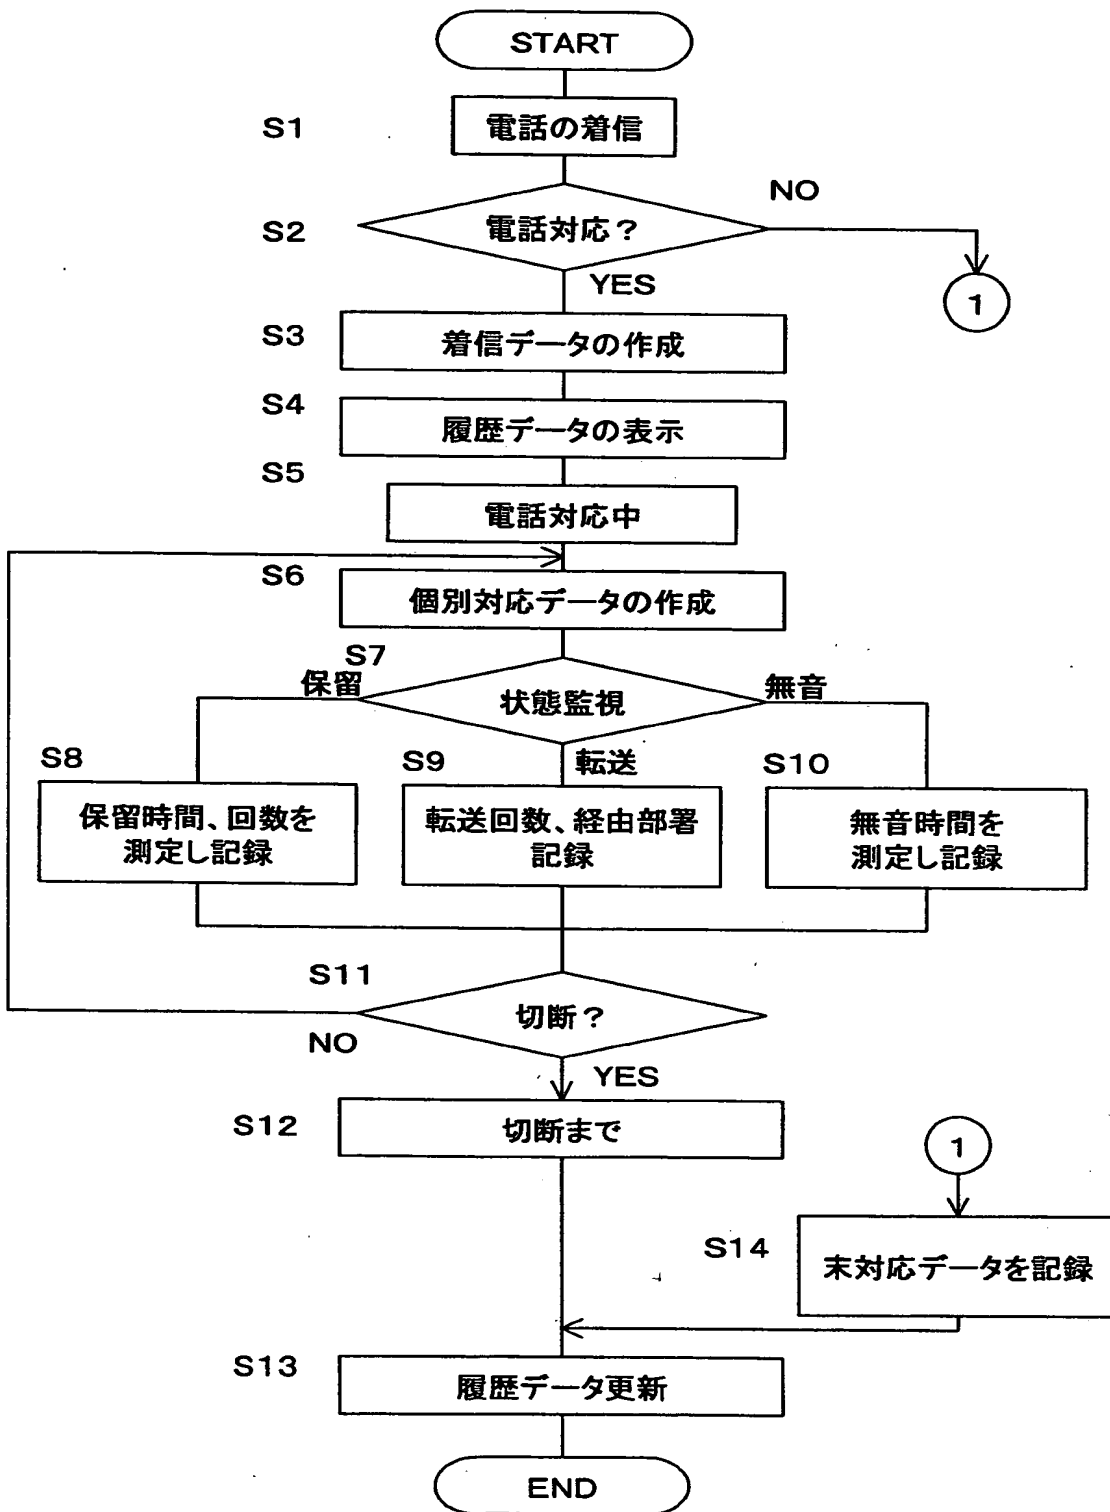 START
S1
電話の着信
NO
S2
電話対応?
YES
1
S3
着信データの作成
S4
履歴データの表示
S5
電話対応中
S6
個別対応データの作成
S7
保留
状態監視
無音
S8
S9
転送
S10
保留時間、回数を
測定し記録
転送回数、経由部署
記録
無音時間を
測定し記録
S11
切断?
NO
YES
S12
切断まで
1
S14
末対応データを記録
S13
履歴データ更新
END